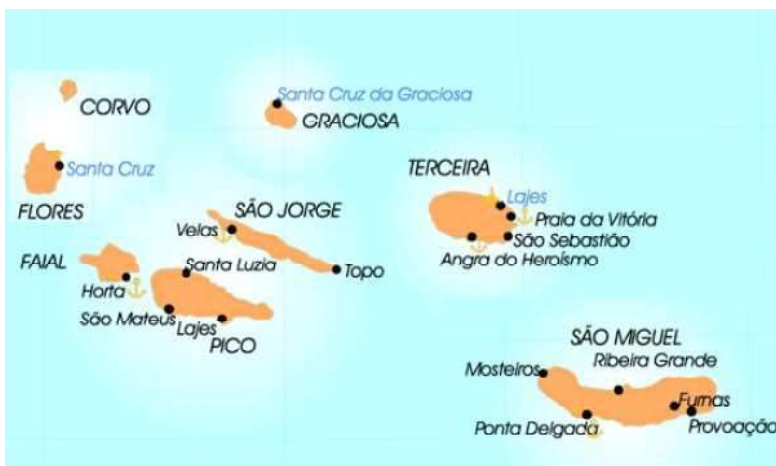 Santa Cruz da Graciosa
CORVO
GRACIOSA
Santa Cruz
TERCEIRA
Lajes
FLORES
SÃO JORGE
Praia da Vitória
Velas
São Sebastião
FAIAL
Angra do Heroísmo
Santa Luzia
Topo
Horta
São Mateus
Lajes
PICO
SÃO MIGUEL
Ribeira Grande
Mosteiros
Furnas
Ponta Delgada
Provoação